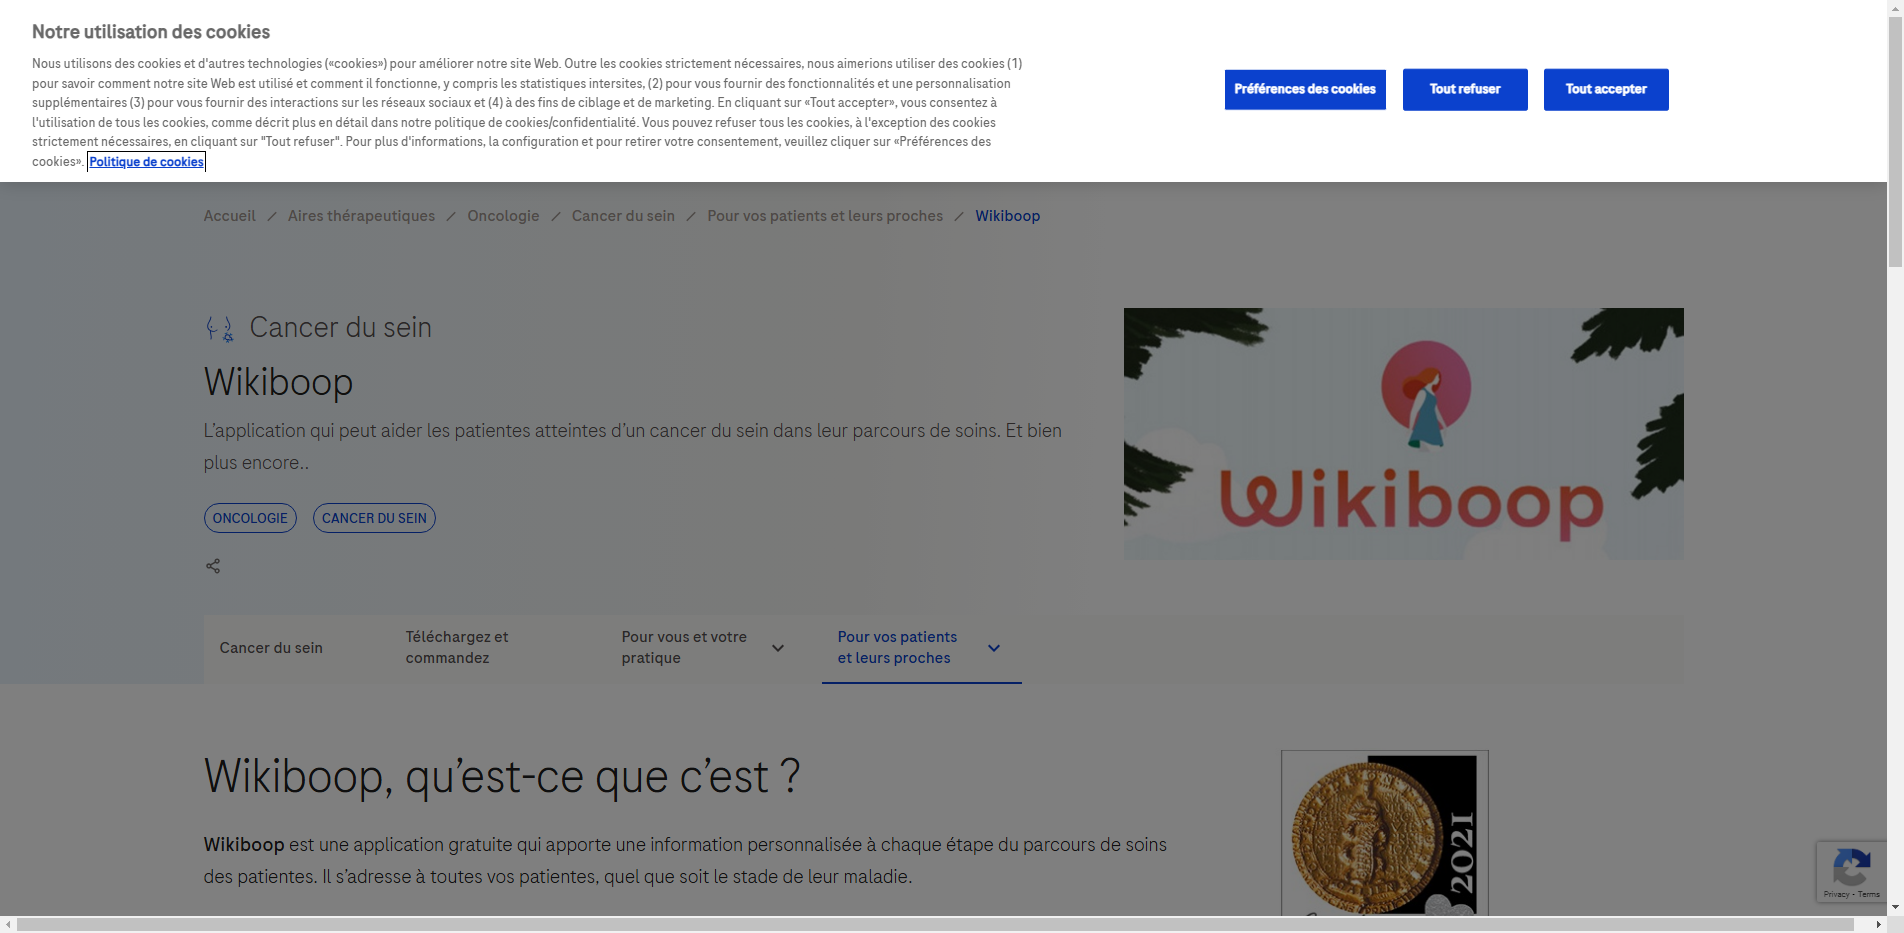 Notre utilisation des cookies
Nous utilisons des cookies et d'autres technologies («cookies») pour améliorer notre site Web. Outre les cookies strictement nécessaires, nous aimerions utiliser des cookies (1)
pour savoir comment notre site Web est utilisé et comment il fonctionne, y compris les statistiques intersites, (2) pour vous fournir des fonctionnalités et une personnalisation
supplémentaires (3) pour vous fournir des interactions sur les réseaux sociaux et (4) à des fins de ciblage et de marketing. En cliquant sur «Tout accepter», vous consentez à
l'utilisation de tous les cookies, comme décrit plus en détail dans notre politique de cookies/confidentialité. Vous pouvez refuser tous les cookies, à l'exception des cookies
strictement nécessaires, en cliquant sur "Tout refuser". Pour plus d'informations, la configuration et pour retirer votre consentement, veuillez cliquer sur «Préférences des
cookies». Politique de cookies
Préférences des cookies
Tout refuser
Tout accepter
Accueil / Aires thérapeutiques / Oncologie / Cancer du sein / Pour vos patients et leurs proches / Wikiboop
Cancer du sein
Wikiboop
L'application qui peut aider les patientes atteintes d'un cancer du sein dans leur parcours de soins. Et bien
plus encore..
ONCOLOGIE
CANCER DU SEIN
Wikiboop
Cancer du sein
Téléchargez et
commandez
Pour vous et votre
pratique
Pour vos patients
et leurs proches
Wikiboop, qu'est-ce que c'est ?
Wikiboop est une application gratuite qui apporte une information personnalisée à chaque étape du parcours de soins
des patientes. Il s'adresse à toutes vos patientes, quel que soit le stade de leur maladie.
2021
Privacy - Terms